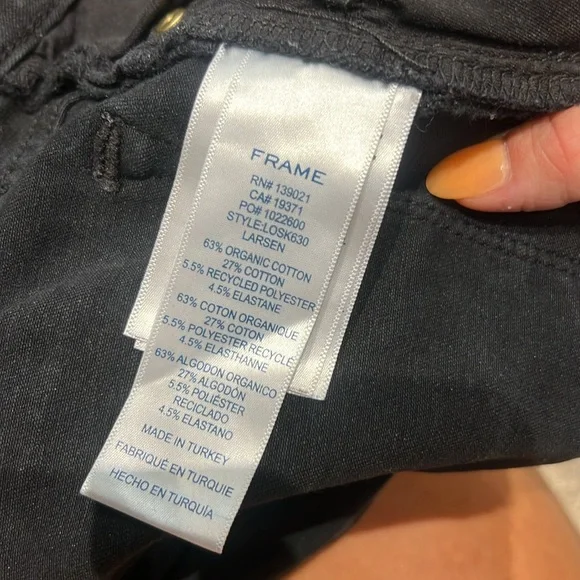 FRAME
RN# 139021
CA# 19371
PO# 1022600
STYLE:LOSK630
LARSEN
63% ORGANIC COTTON
27% COTTON
5.5% RECYCLED POLYESTER
4.5% ELASTANE
63% COTON ORGANIQUE
27% COTON
5.5% POLYESTER RECYCLÉ
4.5% ELASTHANNE
63% ALGODON ORGANICO
27% ALGODÓN
5.5% POLIÉSTER
RECICLADO
4.5% ELASTANO
MADE IN TURKEY
FABRIQUÉ EN TURQUIE
HECHO EN TURQUÍA